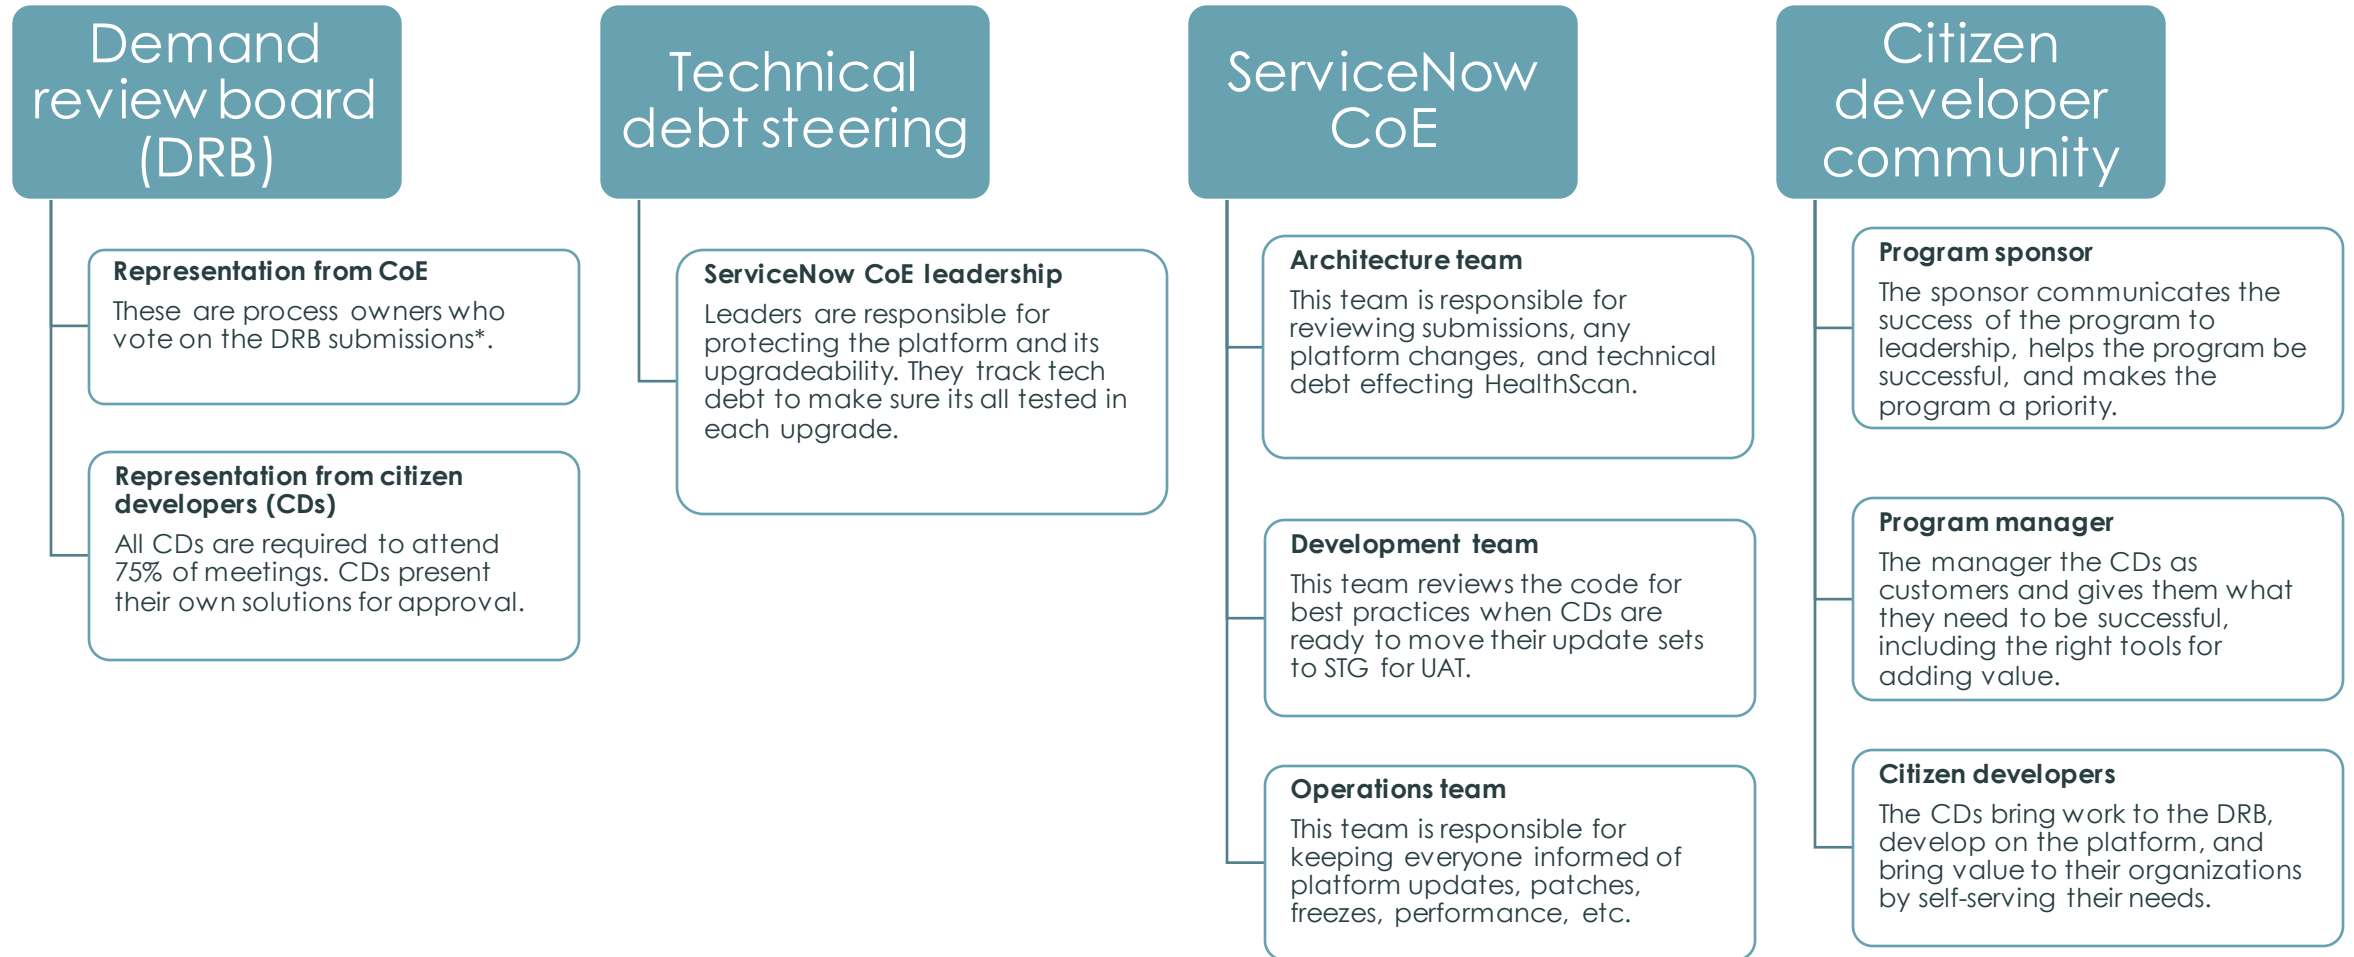 Demand
review board
(DRB)
Representation from CoE
These are process owners who
vote on the DRB submissions*.
Representation from citizen
developers (CDs)
All CDs are required to attend
75% of meetings. CDs present
their own solutions for approval.
Technical
debt steering
ServiceNow CoE leadership
Leaders are responsible for
protecting the platform and its
upgradeability. They track tech
debt to make sure its all tested in
each upgrade.
ServiceNow
CoE
Architecture team
This team is responsible for
reviewing submissions, any
platform changes, and technical
debt effecting HealthScan.
Development team
This team reviews the code for
best practices when CDs are
ready to move their update sets
to STG for UAT.
Operations team
This team is responsible for
keeping everyone informed of
platform updates, patches,
freezes, performance, etc.
Citizen
developer
community
Program sponsor
The sponsor communicates the
success of the program to
leadership, helps the program be
successful, and makes the
program a priority.
Program manager
The manager the CDs as
customers and gives them what
they need to be successful,
including the right tools for
adding value.
Citizen developers
The CDs bring work to the DRB,
develop on the platform, and
bring value to their organizations
by self-serving their needs.